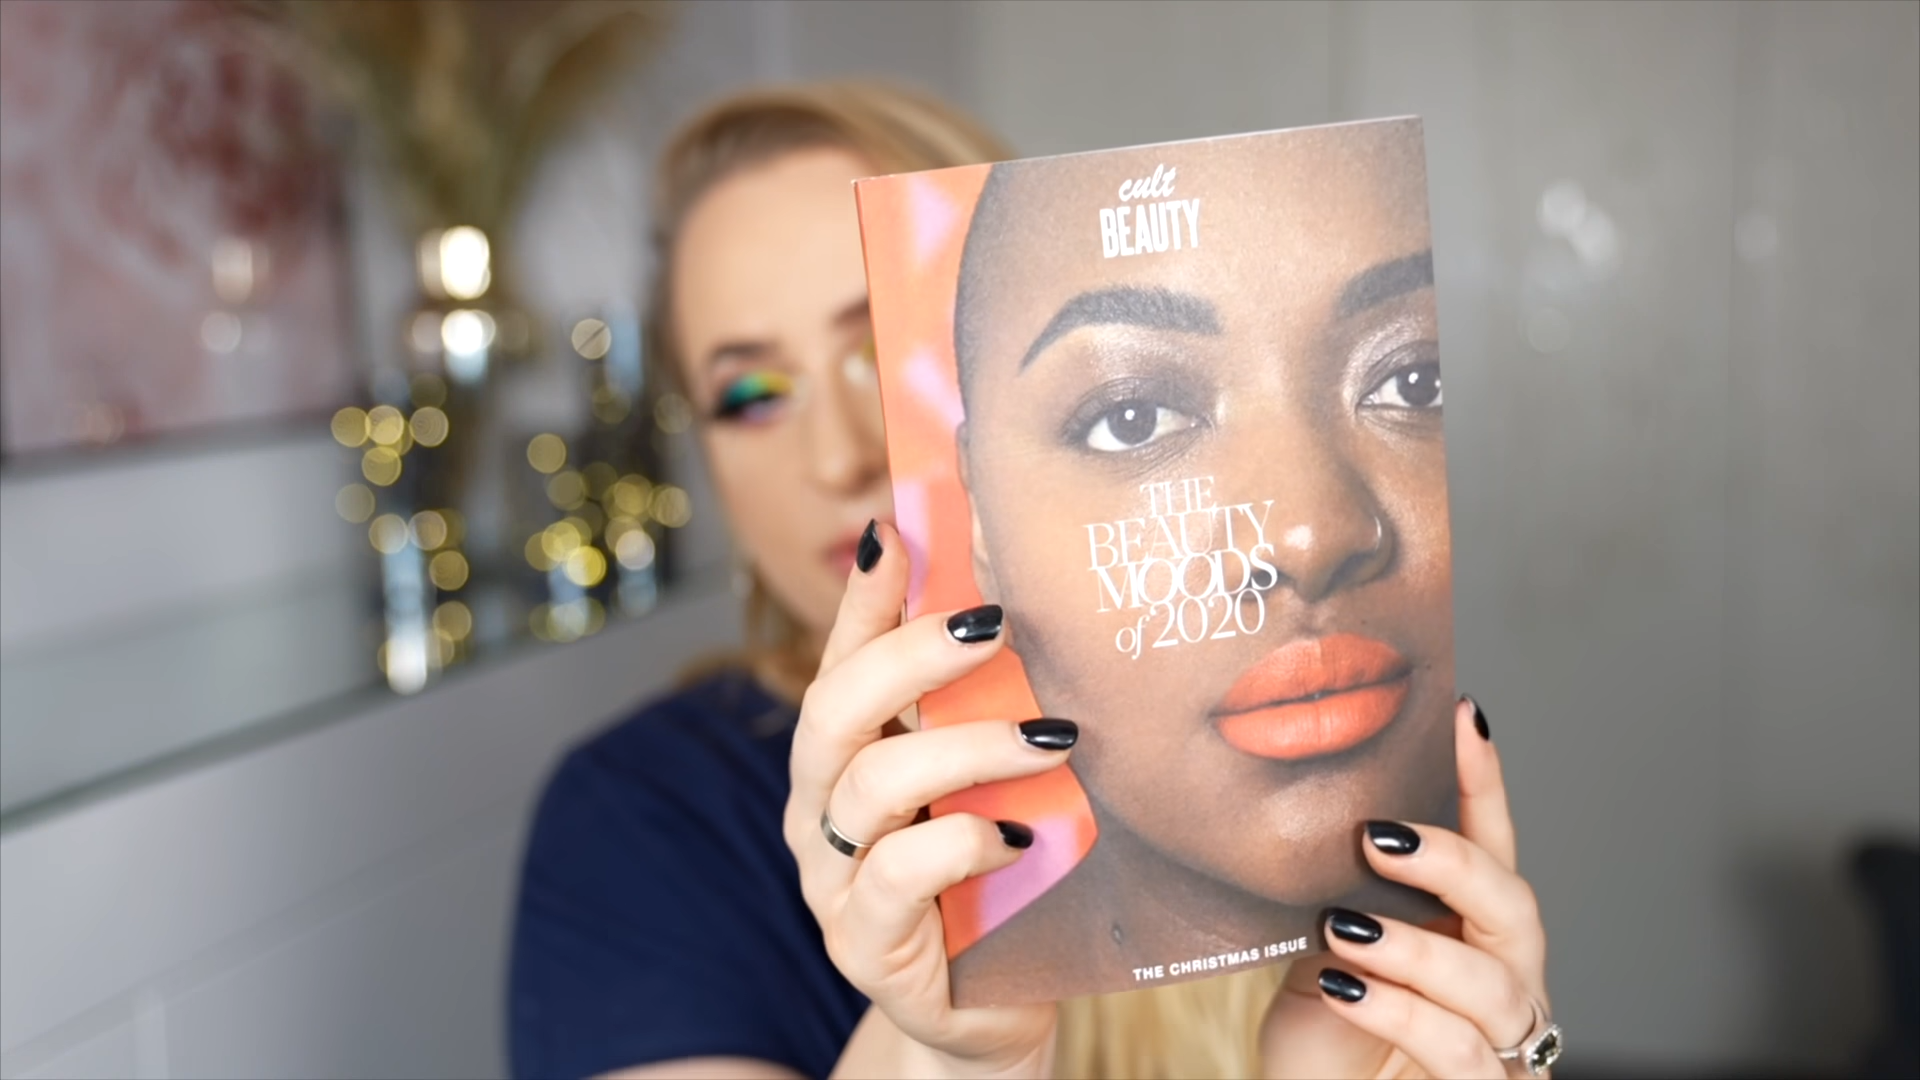 cult
BEAUTY
THE
BEAUTY
MOODS
of 2020
THE CHRISTMAS ISSUE